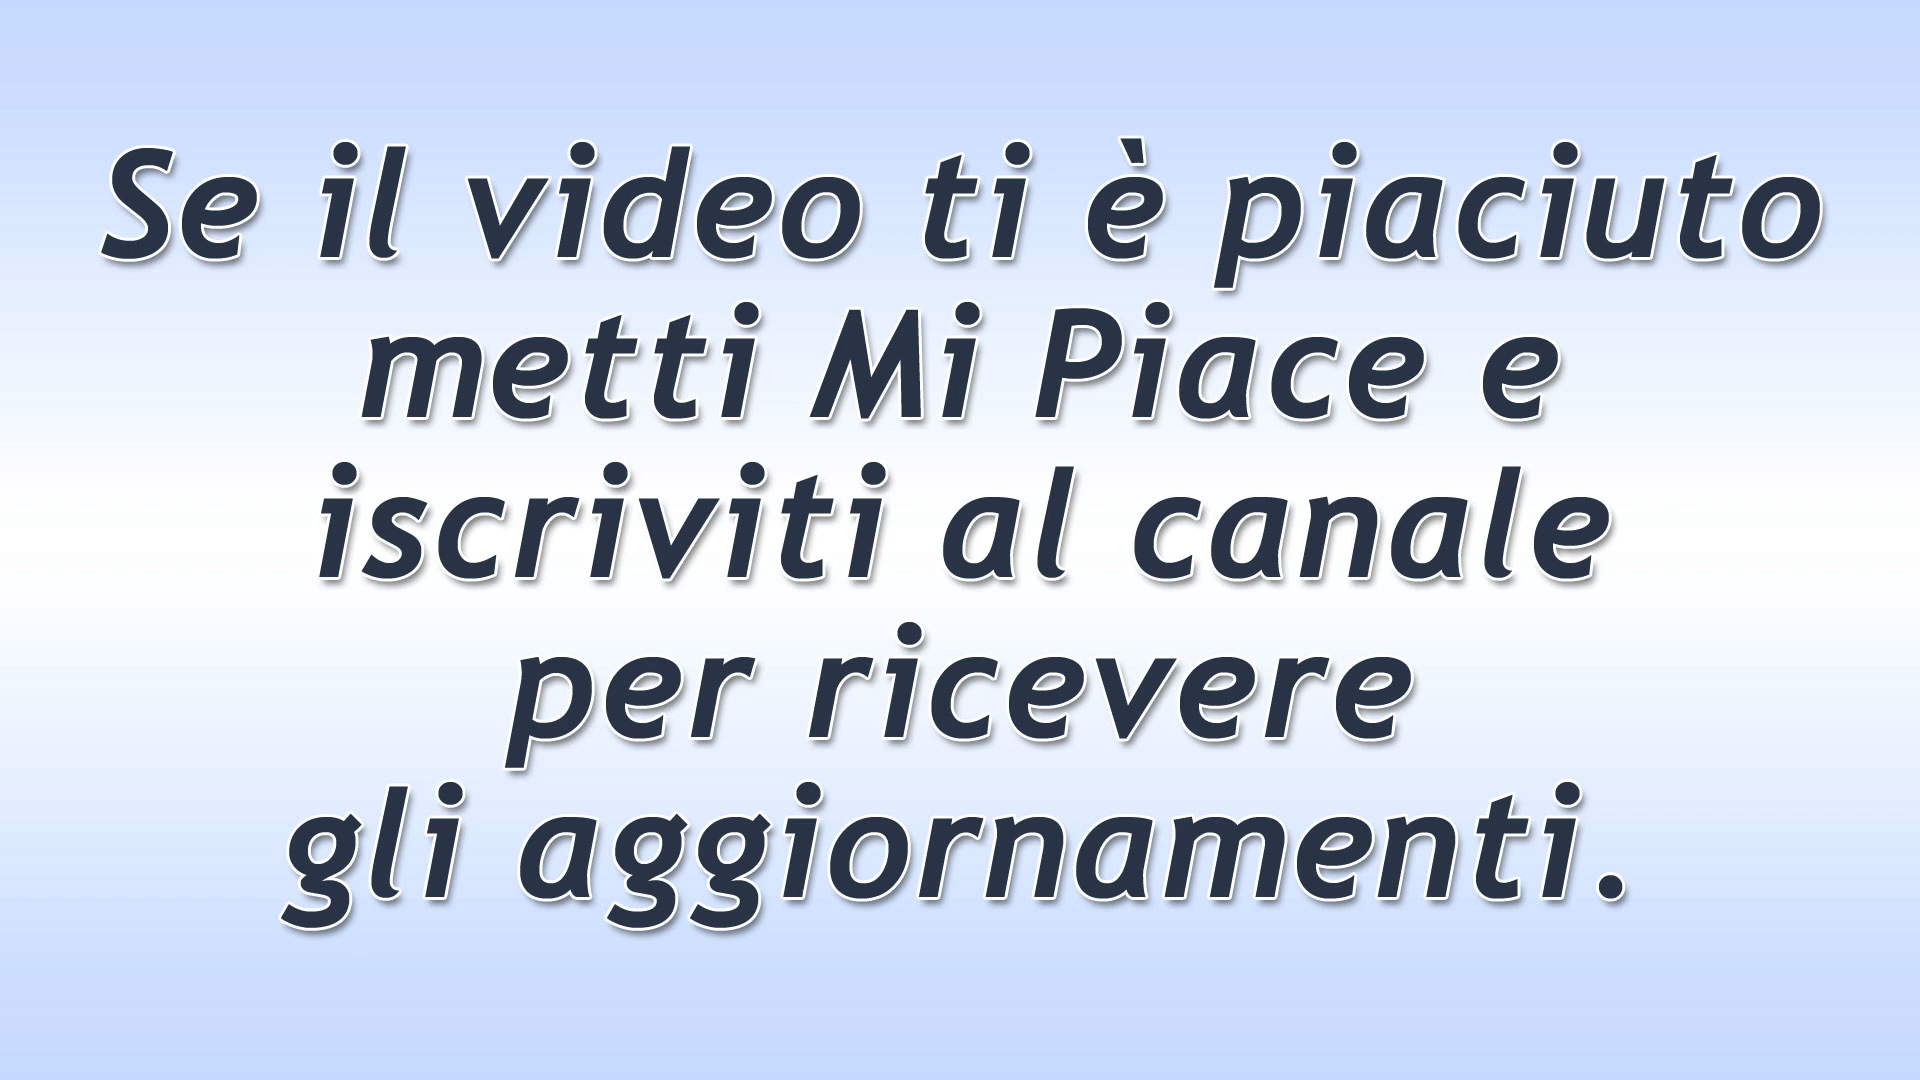 Se il video ti è piaciuto
metti Mi Piace e
iscriviti al canale
per ricevere
gli aggiornamenti.